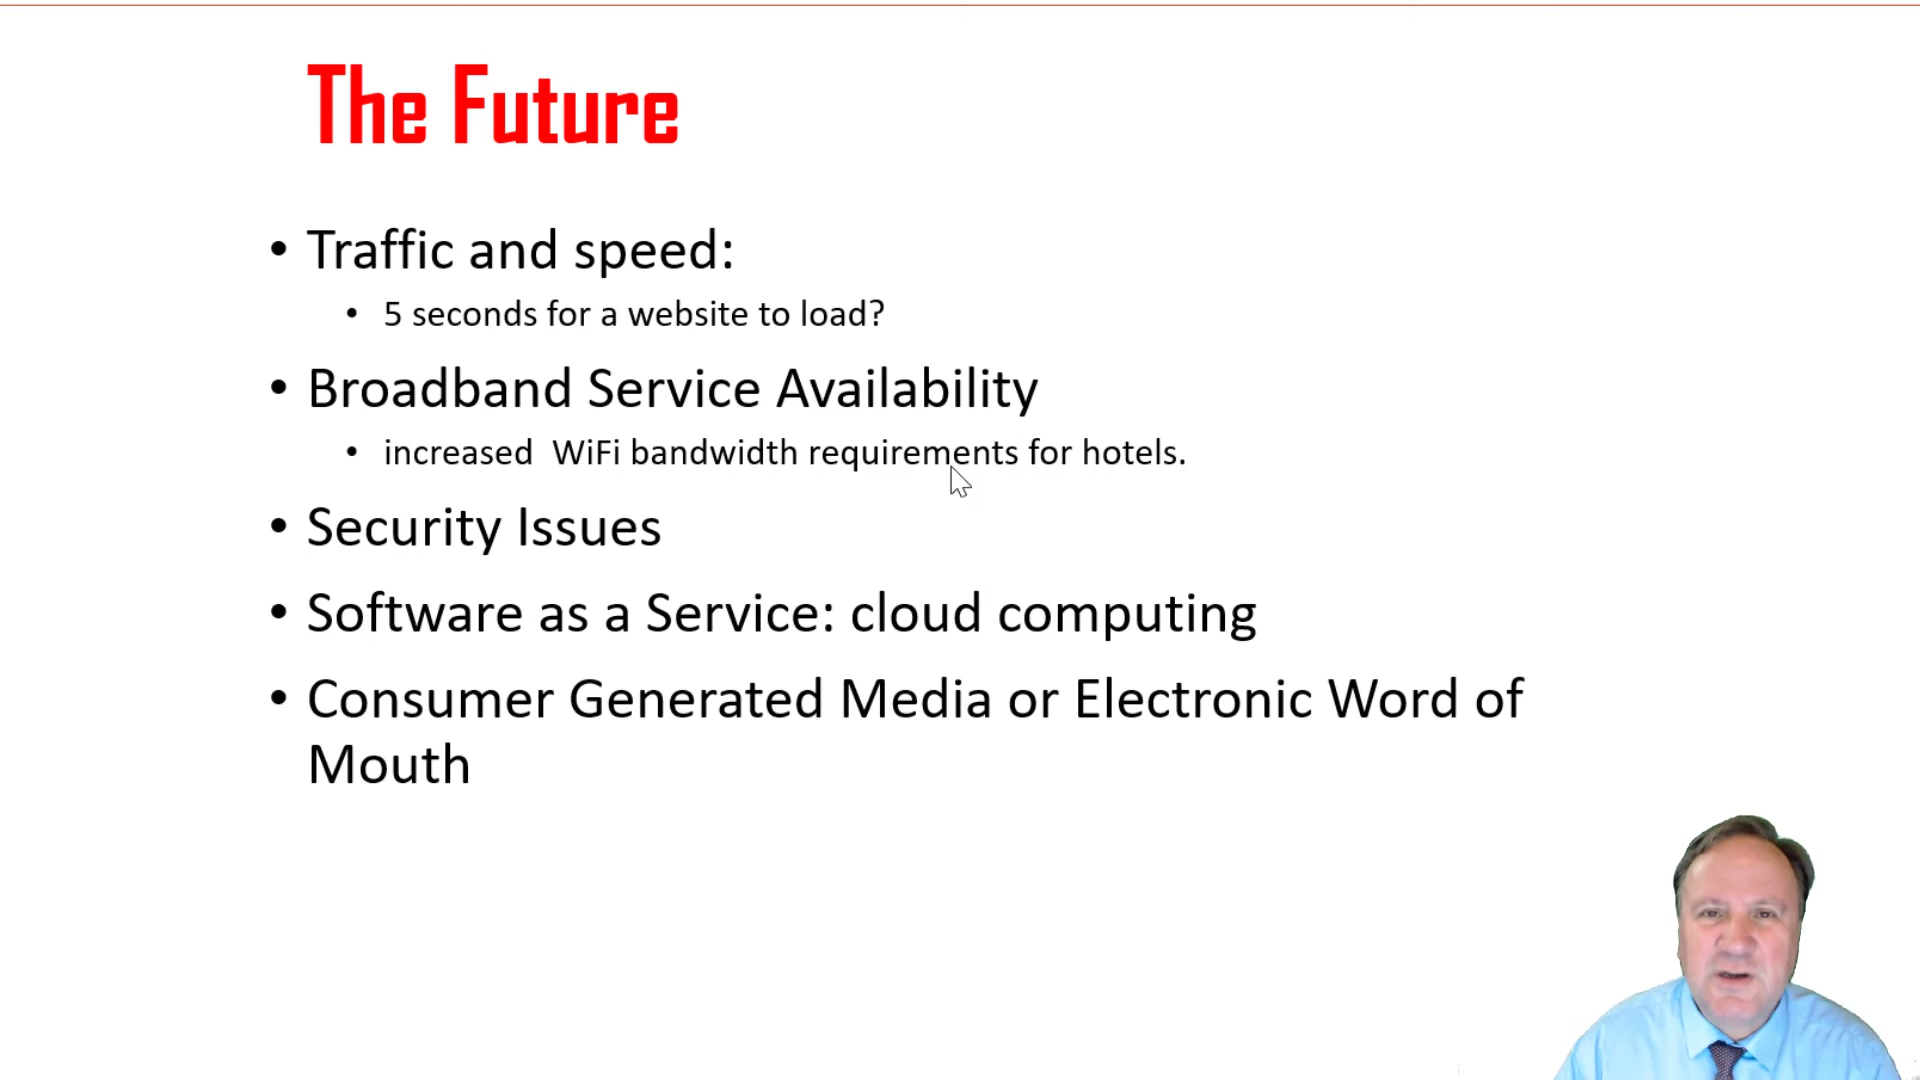 The Future
• Traffic and speed:
• 5 seconds for a website to load?
• Broadband Service Availability
• increased  WiFi bandwidth requirements for hotels.
• Security Issues
• Software as a Service: cloud computing
• Consumer Generated Media or Electronic Word of
Mouth